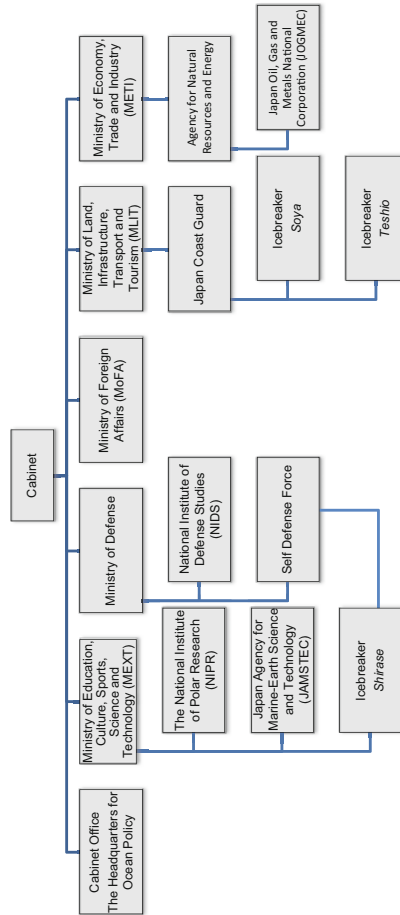 Cabinet
Cabinet Office
The Headquarters for
Ocean Policy
Ministry of Education,
Culture, Sports,
Science and
Technology (MEXT)
Ministry of Defense
Ministry of Foreign
Affairs (MoFA)
Ministry of Land,
Infrastructure,
Transport and
Tourism (MLIT)
Ministry of Economy,
Trade and Industry
(METI)
The National Institute
of Polar Research
(NIPR)
National Institute of
Defense Studies
(NIDS)
Japan Coast Guard
Agency for Natural
Resources and Energy
Japan Agency for
Marine-Earth Science
and Technology
(JAMSTEC)
Self Defense Force
Icebreaker
Soya
Japan Oil, Gas and
Metals National
Corporation (JOGMEC)
Icebreaker
Shirase
Icebreaker
Teshio